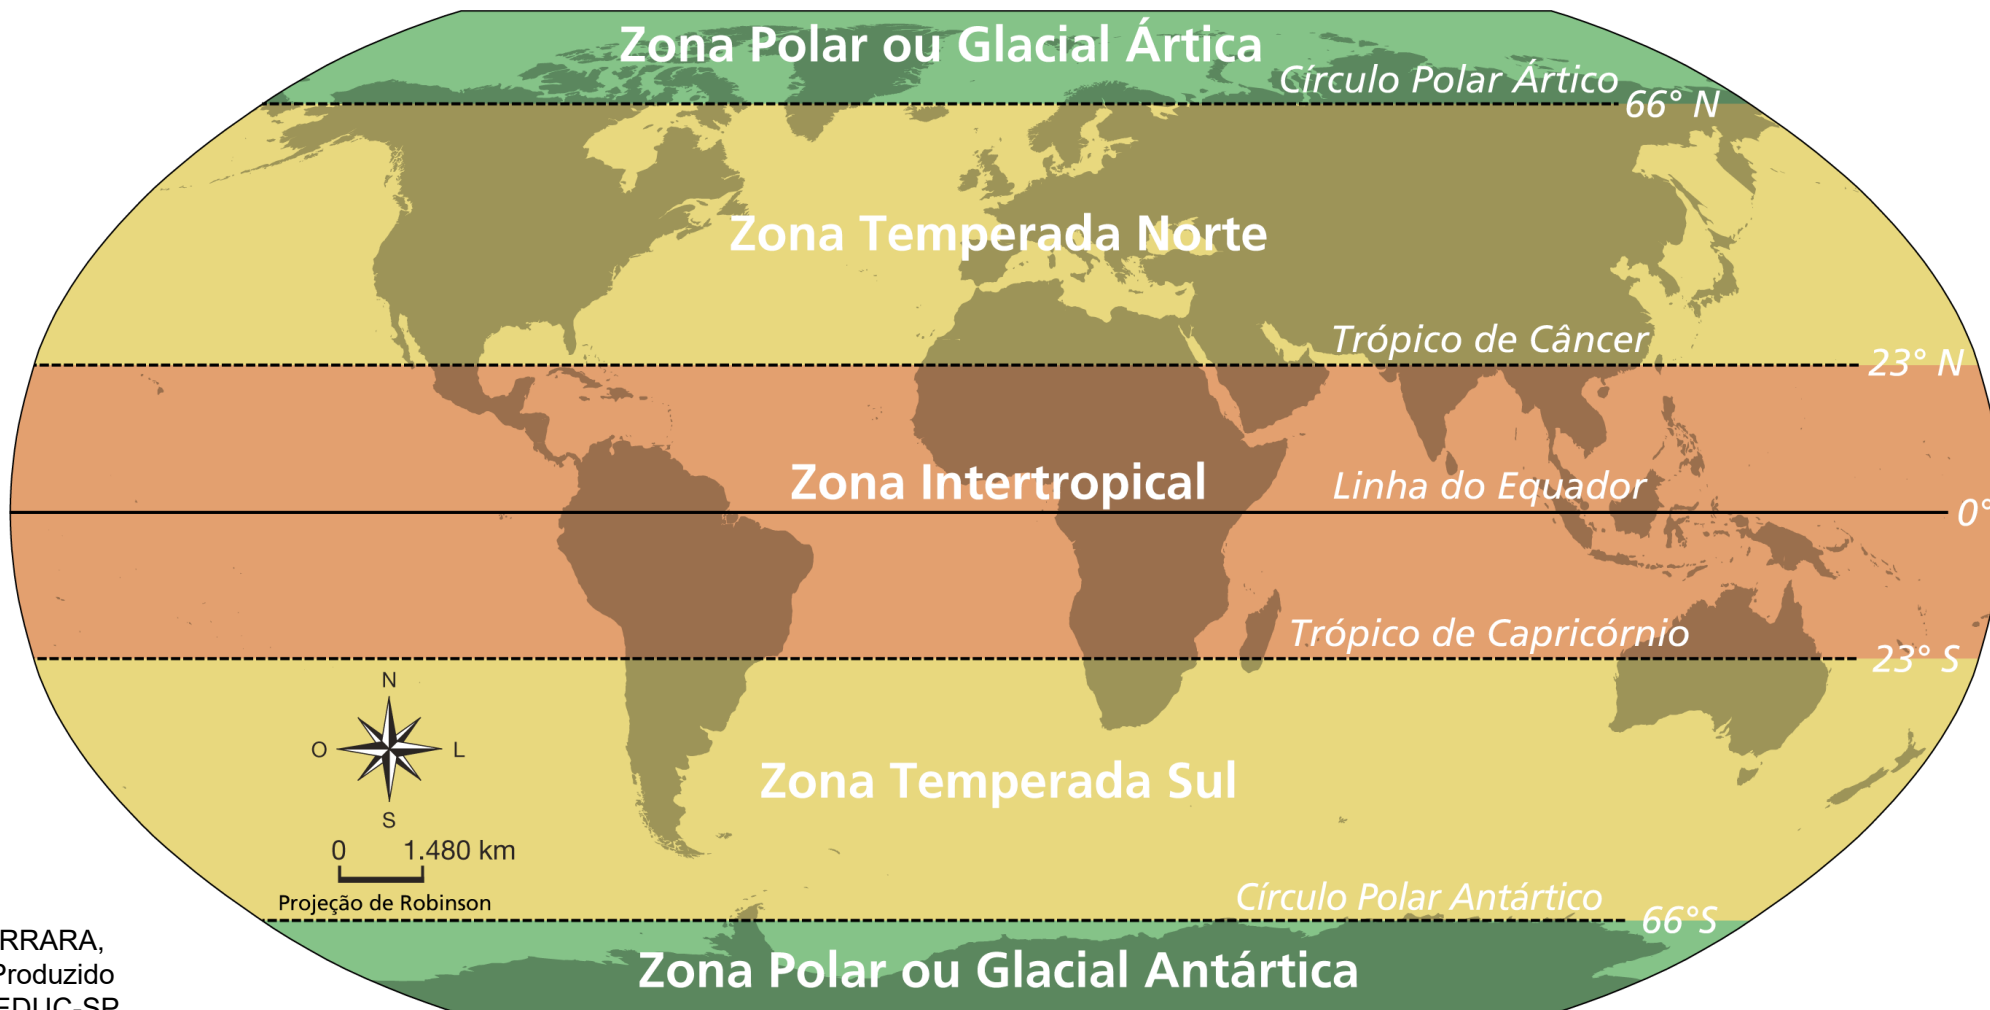 Zona Polar ou Glacial Ártica
Círculo Polar Ártico
66° N
Zona Temperada Norte
Trópico de Câncer
23° N
Zona Intertropical
Linha do Equador
0°
Trópico de Capricórnio
23° S
N
O
L
S
Zona Temperada Sul
0
1.480 km
Projeção de Robinson
Círculo Polar Antártico
66°S
RRARA,
Produzido
EDUC-SP
Zona Polar ou Glacial Antártica